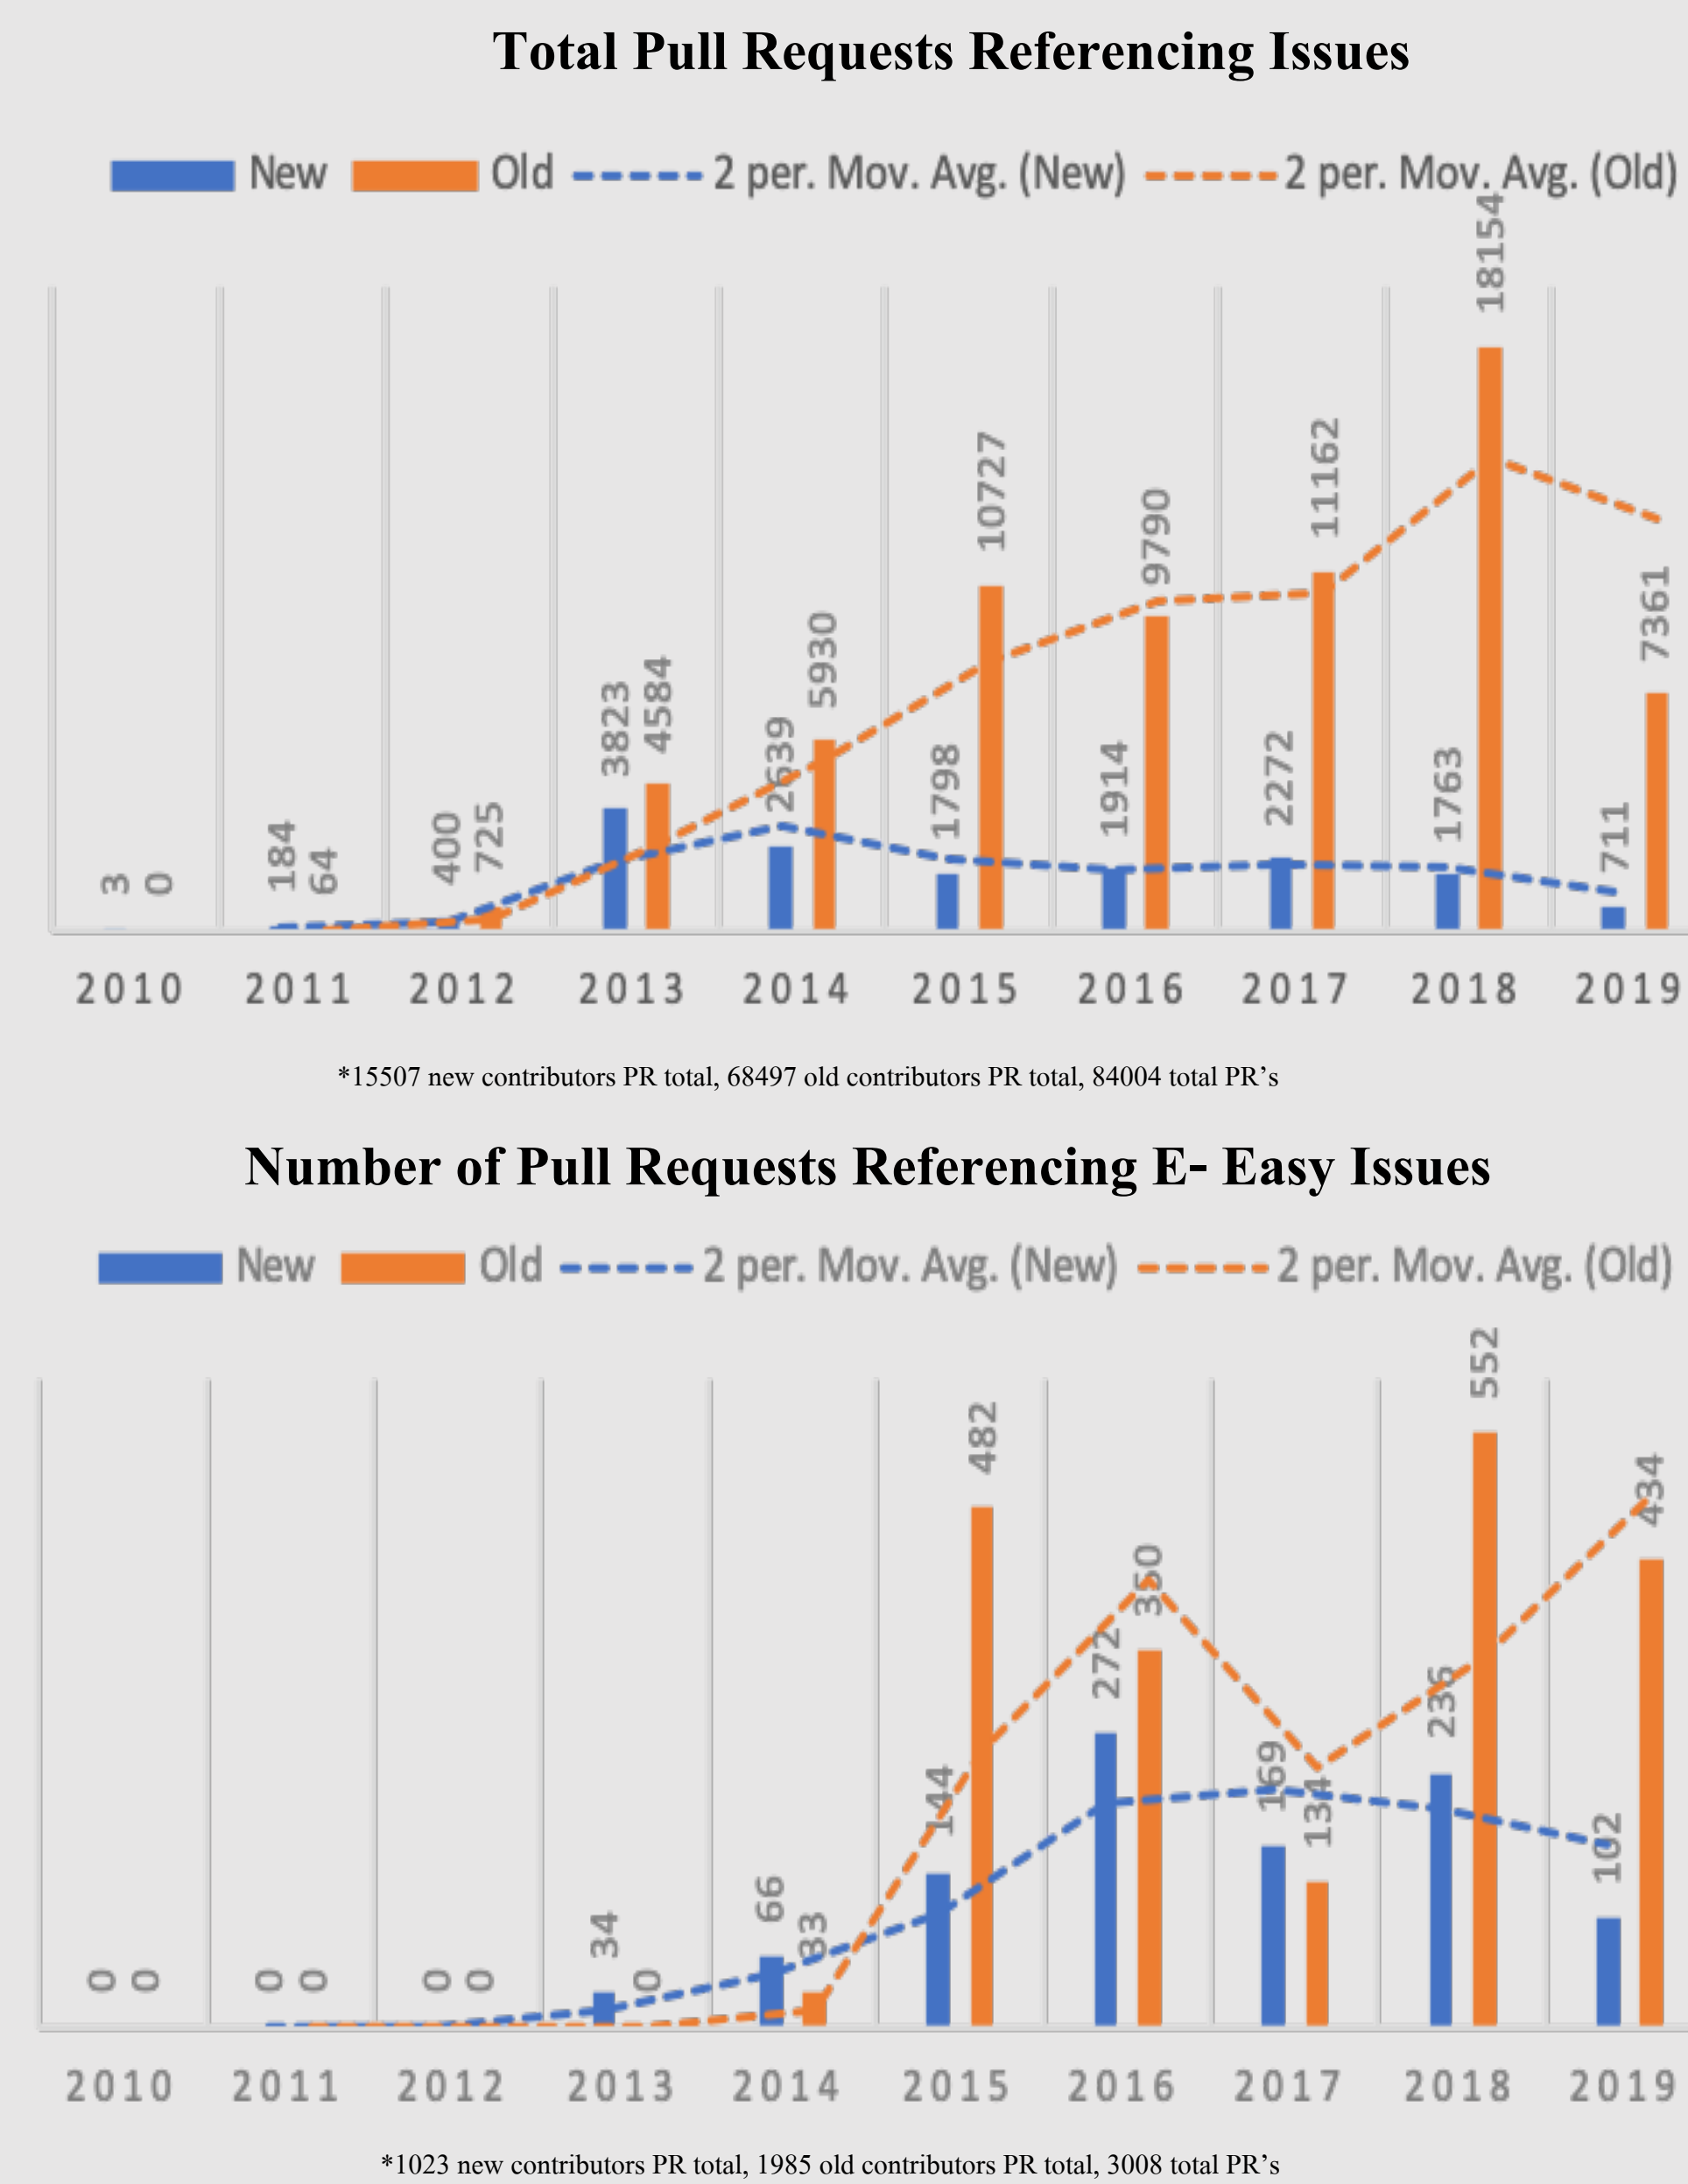 Total Pull Requests Referencing Issues
New Old 2 per. Mov. Avg. (New) 2 per. Mov. Avg. (Old)
3 0 184 64 400 725 3823 4584 2639 5930 1798 10727 1914 9790 2272 11162 1763 18154 711 7361
2010 2011 2012 2013 2014 2015 2016 2017 2018 2019
*15507 new contributors PR total, 68497 old contributors PR total, 84004 total PR’s
Number of Pull Requests Referencing E- Easy Issues
New Old 2 per. Mov. Avg. (New) 2 per. Mov. Avg. (Old)
0 0 0 0 0 0 34 0 66 33 144 482 272 350 169 134 236 552 102 434
2010 2011 2012 2013 2014 2015 2016 2017 2018 2019
*1023 new contributors PR total, 1985 old contributors PR total, 3008 total PR’s